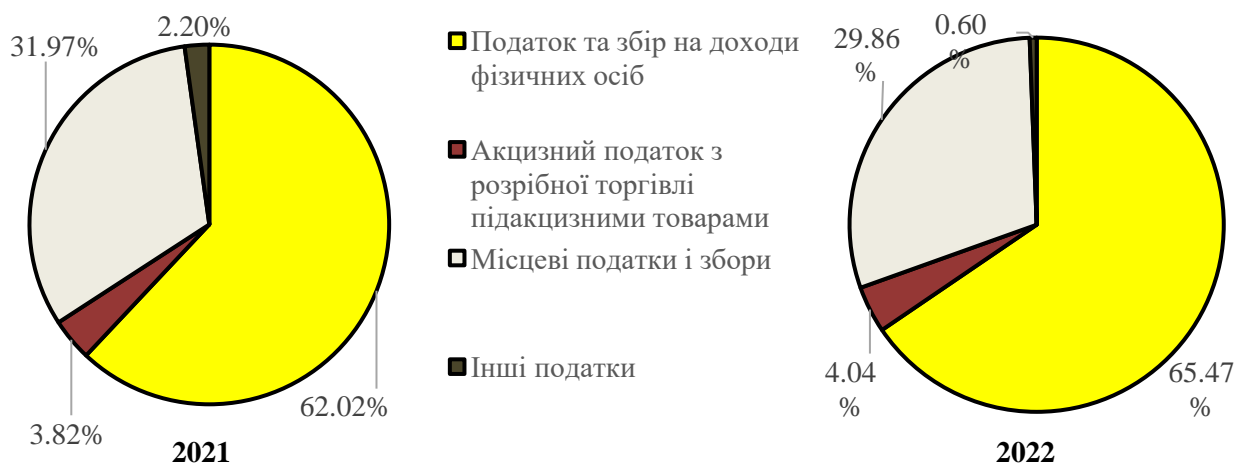 31.97%
2.20%
62.02%
3.82%
2021
Податок та збір на доходи
фізичних осіб
Акцизний податок з
розрібної торгівлі
підакцизними товарами
Місцеві податки і збори
Інші податки
29.86
%
0.60
%
4.04
%
65.47
%
2022